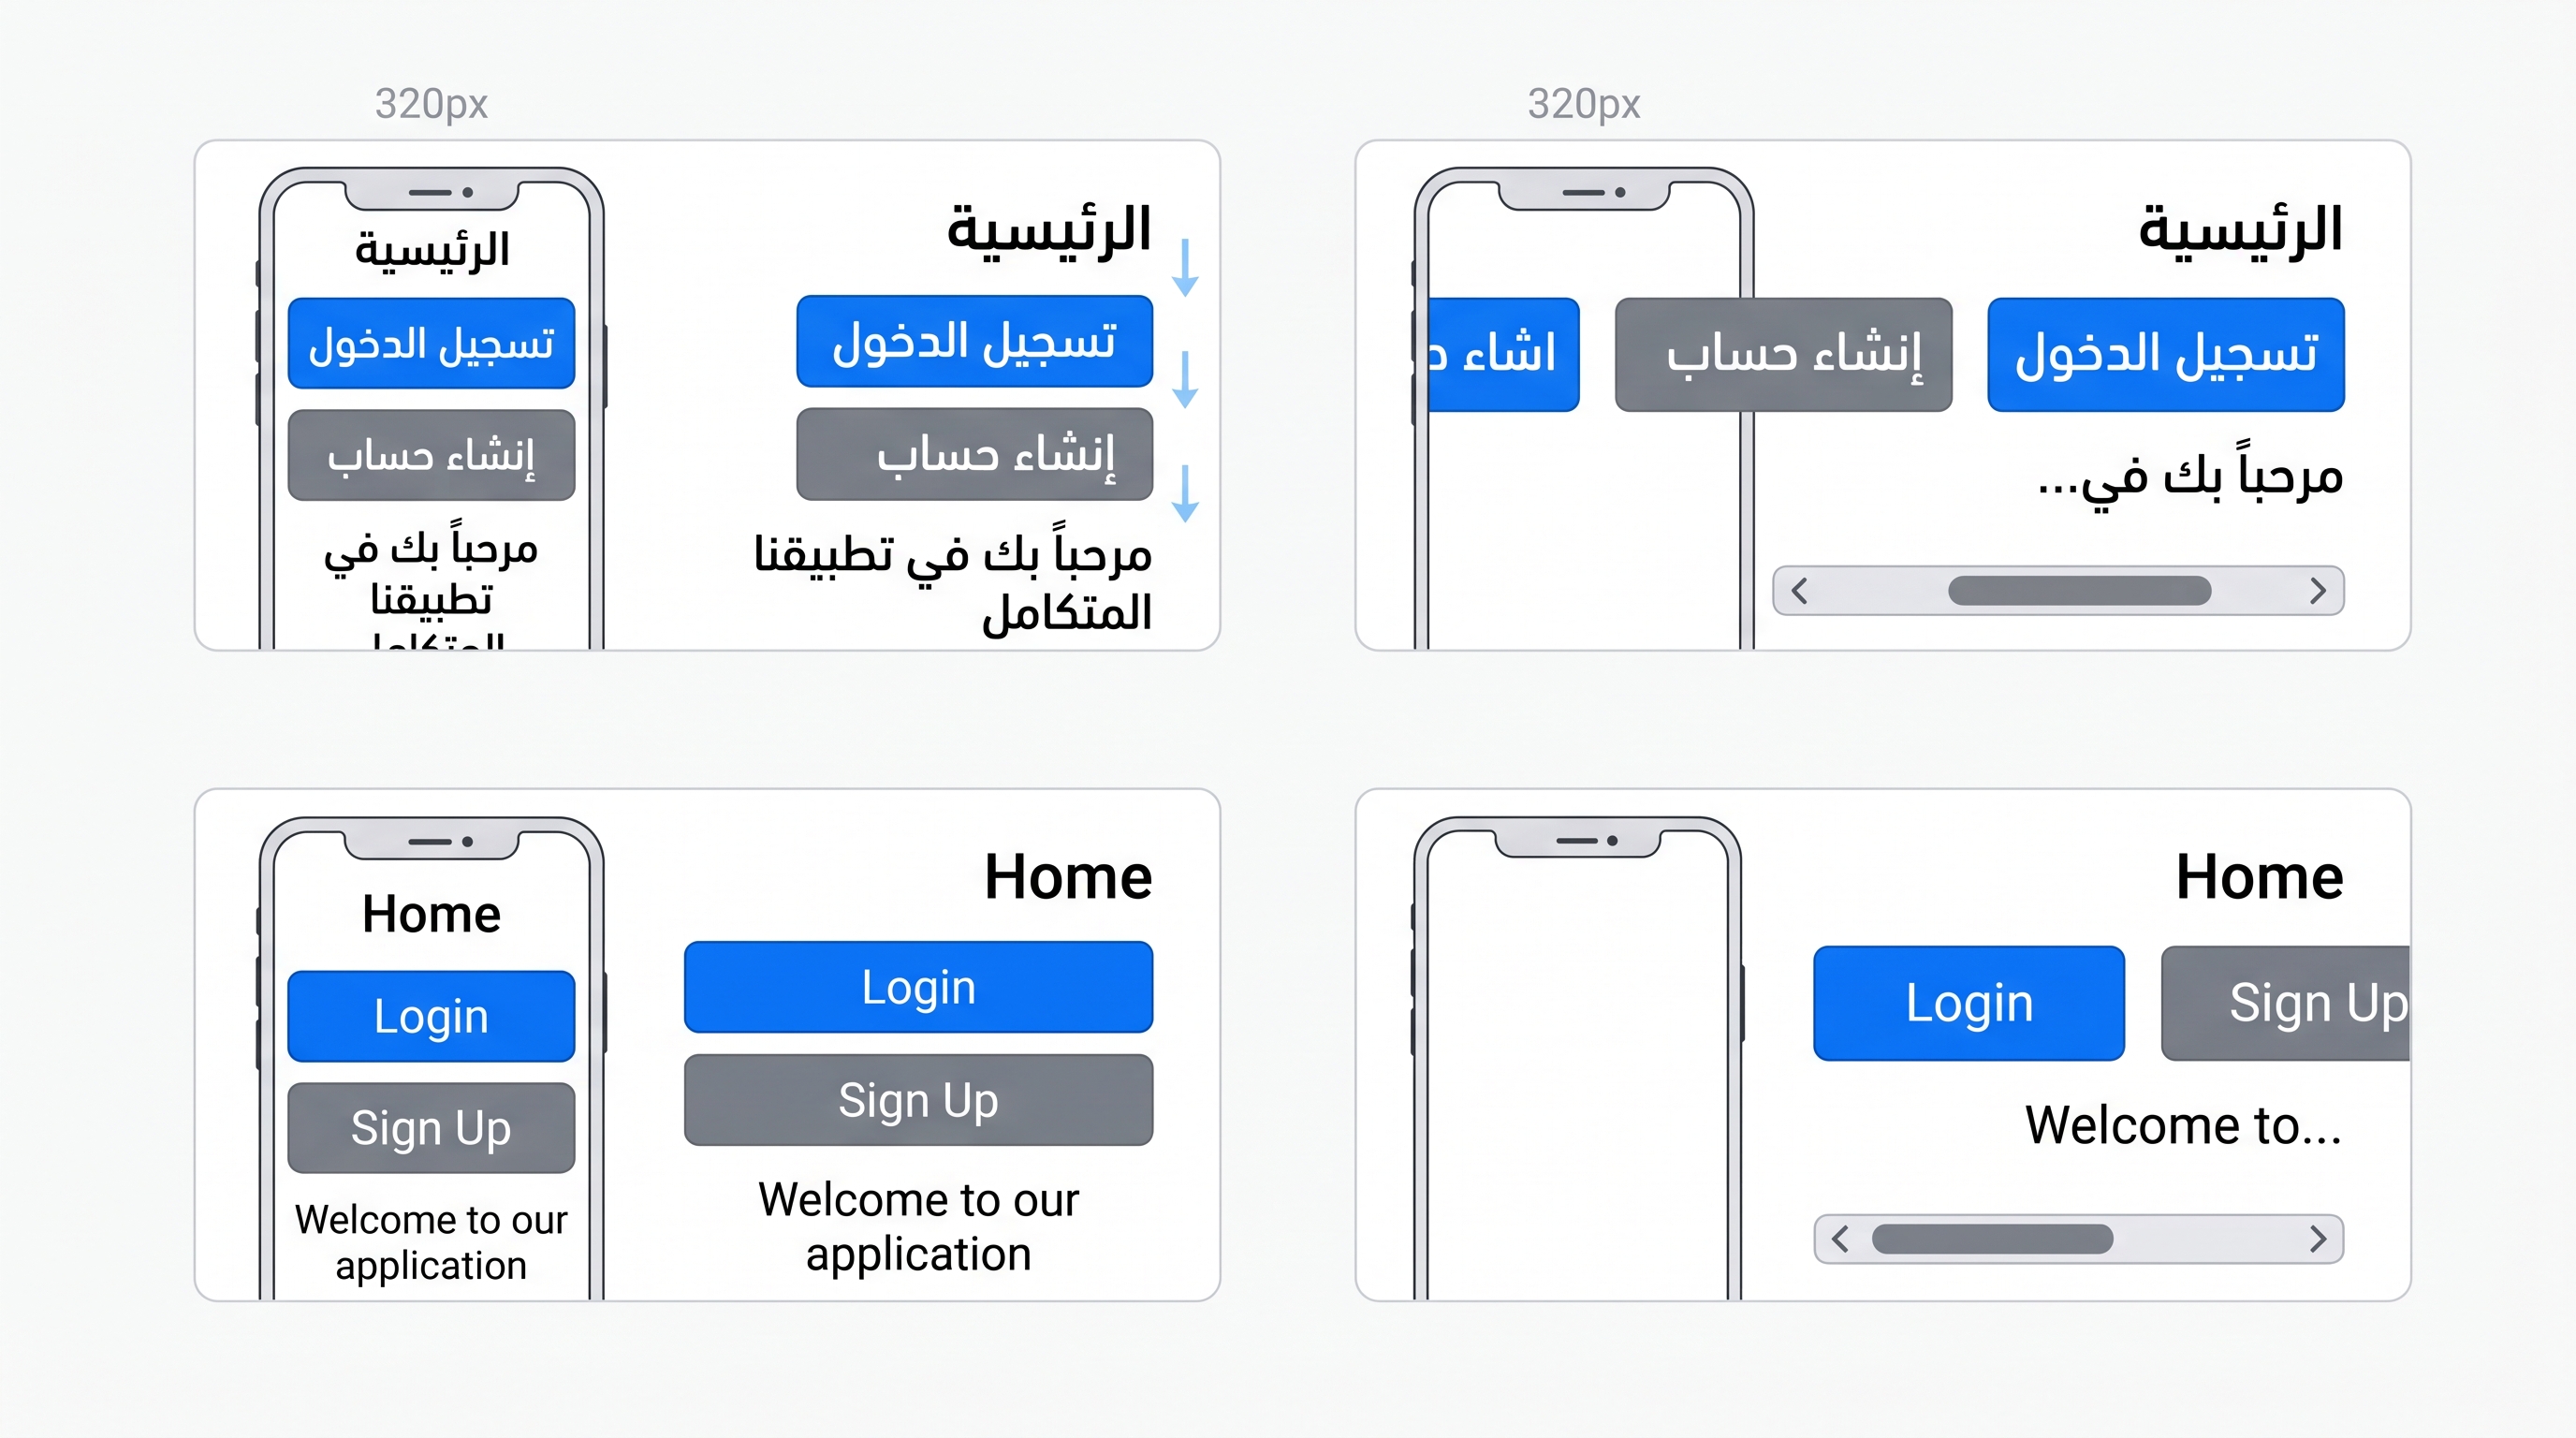 320px
الرئيسية
تسجيل الدخول
إنشاء حساب
مرحباً بك في
تطبيقنا
المتكامل
الرئيسية
تسجيل الدخول
إنشاء حساب
مرحباً بك في تطبيقنا
المتكامل
320px
الرئيسية
تسجيل الدخول
إنشاء حساب
اشاء
مرحباً بك في...
Home
Login
Sign Up
Welcome to our
application
Home
Login
Sign Up
Welcome to our
application
Home
Login
Sign Up
Welcome to...